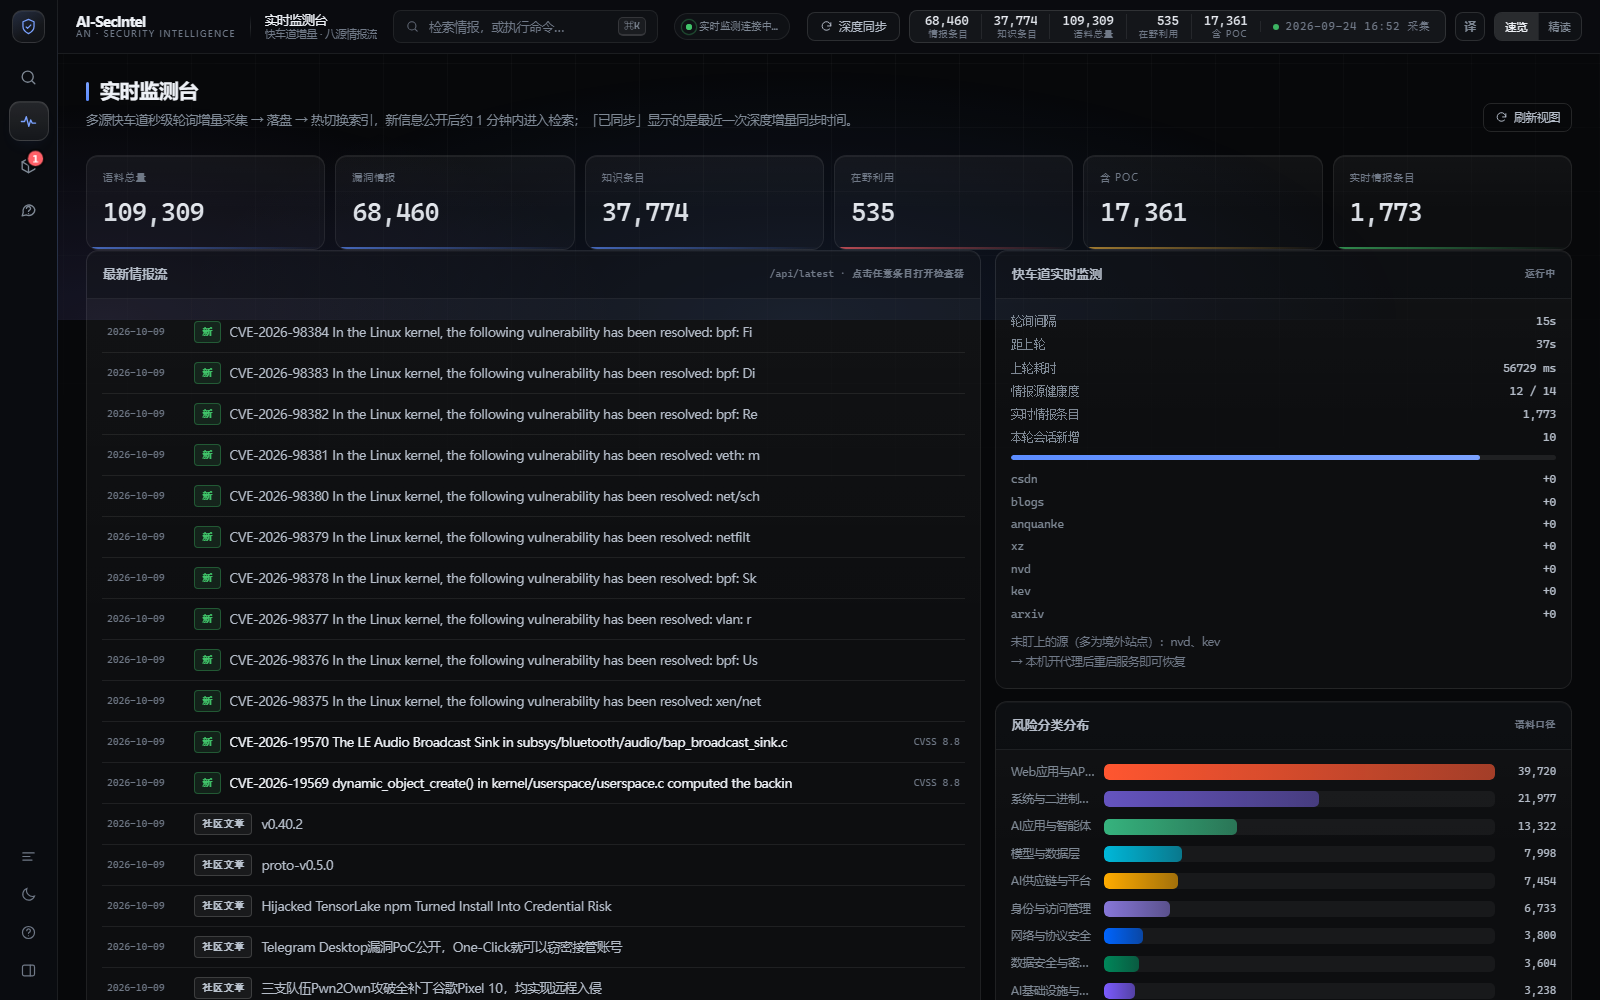 AI-SecIntel
AN · SECURITY INTELLIGENCE
实时监测台
快车道增量 · 八源情报流
检索情报，或执行命令...
⌘K
实时监测连接中...
深度同步
68,460 情报条目
37,774 知识条目
109,309 语料总量
535 在野利用
17,361 含 POC
2026-09-24 16:52 采集
译
速览
精读
1
实时监测台
多源快车道秒级轮询增量采集 → 落盘 → 热切换索引，新信息公开后约 1 分钟内进入检索；「已同步」显示的是最近一次深度增量同步时间。
刷新视图
语料总量
109,309
漏洞情报
68,460
知识条目
37,774
在野利用
535
含 POC
17,361
实时情报条目
1,773
最新情报流
/api/latest · 点击任意条目打开检查器
2026-10-09 新 CVE-2026-98384 In the Linux kernel, the following vulnerability has been resolved: bpf: Fi
2026-10-09 新 CVE-2026-98383 In the Linux kernel, the following vulnerability has been resolved: bpf: Di
2026-10-09 新 CVE-2026-98382 In the Linux kernel, the following vulnerability has been resolved: bpf: Re
2026-10-09 新 CVE-2026-98381 In the Linux kernel, the following vulnerability has been resolved: veth: m
2026-10-09 新 CVE-2026-98380 In the Linux kernel, the following vulnerability has been resolved: net/sch
2026-10-09 新 CVE-2026-98379 In the Linux kernel, the following vulnerability has been resolved: netfilt
2026-10-09 新 CVE-2026-98378 In the Linux kernel, the following vulnerability has been resolved: bpf: Sk
2026-10-09 新 CVE-2026-98377 In the Linux kernel, the following vulnerability has been resolved: vlan: r
2026-10-09 新 CVE-2026-98376 In the Linux kernel, the following vulnerability has been resolved: bpf: Us
2026-10-09 新 CVE-2026-98375 In the Linux kernel, the following vulnerability has been resolved: xen/net
2026-10-09 新 CVE-2026-19570 The LE Audio Broadcast Sink in subsys/bluetooth/audio/bap_broadcast_sink.c CVSS 8.8
2026-10-09 新 CVE-2026-19569 dynamic_object_create() in kernel/userspace/userspace.c computed the backin CVSS 8.8
2026-10-09 社区文章 v0.40.2
2026-10-09 社区文章 proto-v0.5.0
2026-10-09 社区文章 Hijacked TensorLake npm Turned Install Into Credential Risk
2026-10-09 社区文章 Telegram Desktop漏洞PoC公开，One-Click就可以窃密接管账号
2026-10-09 社区文章 三支队伍Pwn2Own攻破全补丁谷歌Pixel 10，均实现远程入侵
快车道实时监测
运行中
轮询间隔 15s
距上轮 37s
上轮耗时 56729 ms
情报源健康度 12 / 14
实时情报条目 1,773
本轮会话新增 10
csdn +0
blogs +0
anquanke +0
xz +0
nvd +0
kev +0
arxiv +0
未盯上的源（多为境外站点）：nvd、kev
→ 本机开代理后重启服务即可恢复
风险分类分布
语料口径
Web应用与AP... 39,720
系统与二进制... 21,977
AI应用与智能体 13,322
模型与数据层 7,998
AI供应链与平台 7,454
身份与访问管理 6,733
网络与协议安全 3,800
数据安全与密... 3,604
AI基础设施与... 3,238